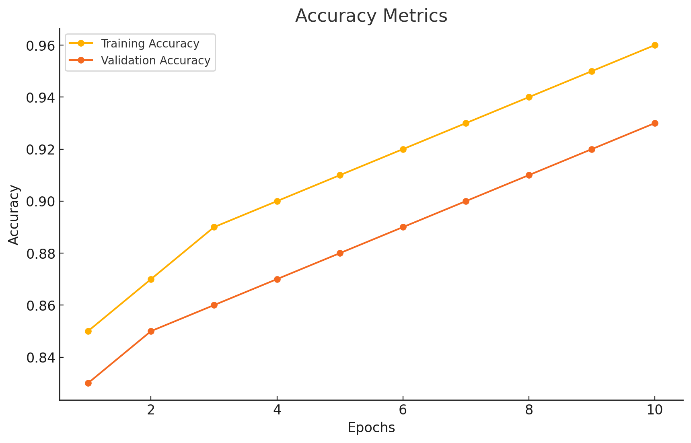 Accuracy Metrics
Training Accuracy
Validation Accuracy
0.96
0.94
0.92
0.90
0.88
0.86
0.84
Accuracy
2 4 6 8 10
Epochs